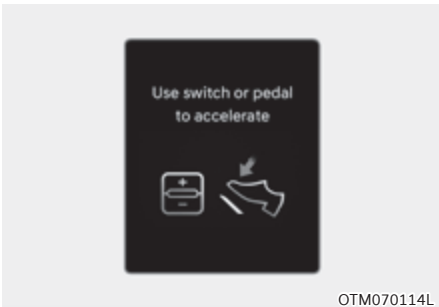 Use switch or pedal
to accelerate
+
-
OTM070114L